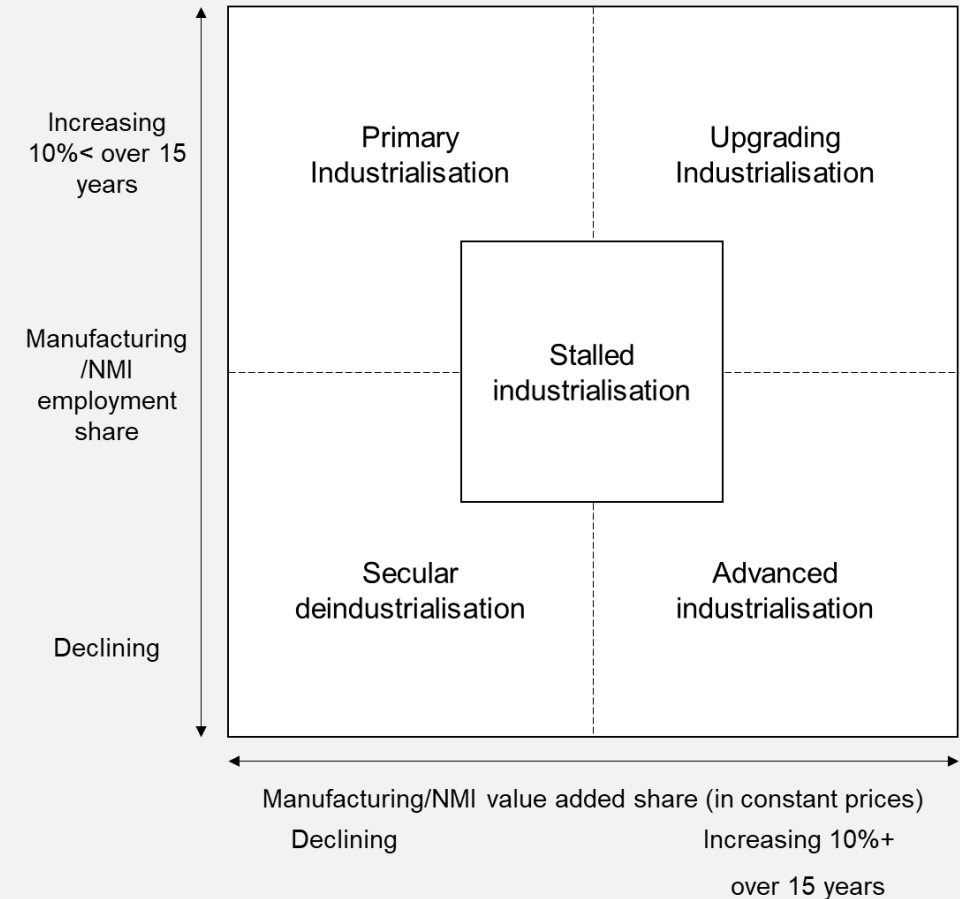 Increasing
10%< over 15
years
Primary
Industrialisation
Upgrading
Industrialisation
Manufacturing
/NMI
employment
share
Stalled
industrialisation
Secular
deindustrialisation
Advanced
industrialisation
Declining
Manufacturing/NMI value added share (in constant prices)
Declining
Increasing 10%+
over 15 years